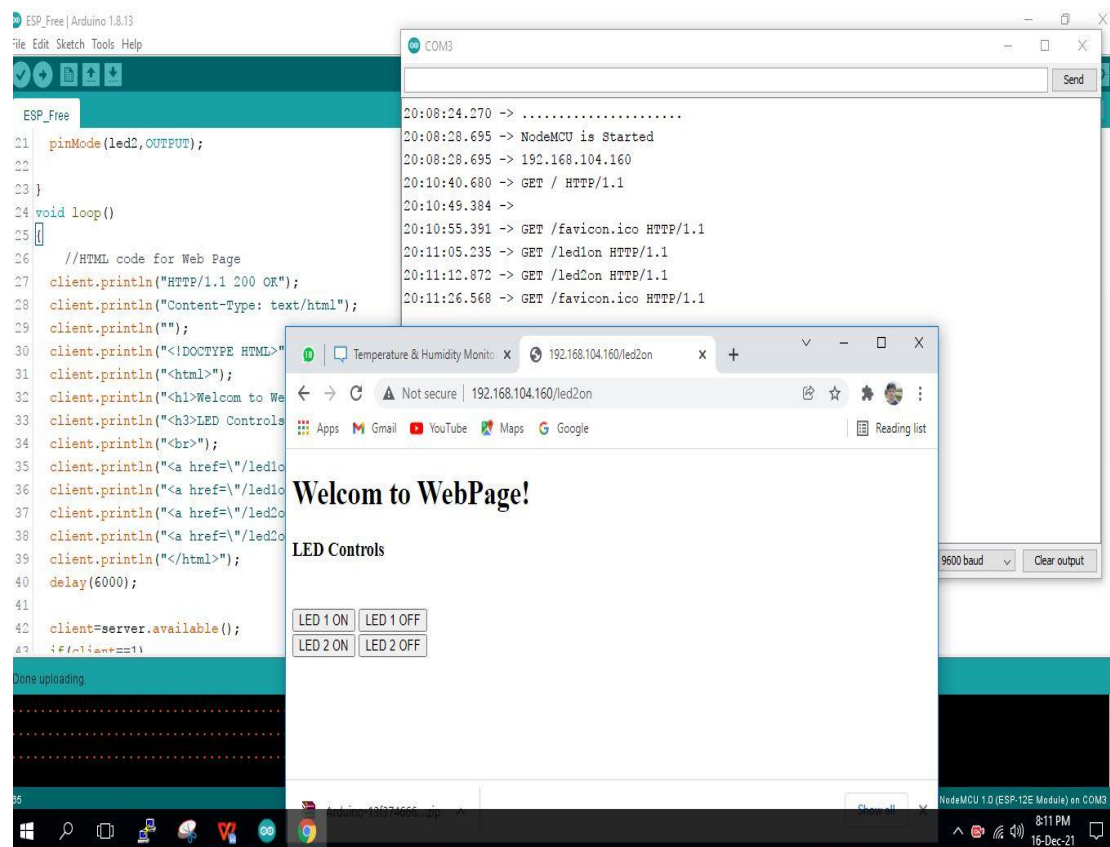 ESP_Free | Arduino 1.8.13
File Edit Sketch Tools Help
ESP_Free
21 pinMode(led2,OUTPUT);
22
23 }
24 void loop()
25 {
26 //HTML code for Web Page
27 client.println("HTTP/1.1 200 OK");
28 client.println("Content-Type: text/html");
29 client.println("");
30 client.println("<!DOCTYPE HTML>"
31 client.println("<html>");
32 client.println("<h1>Welcom to We
33 client.println("<h3>LED Controls
34 client.println("<br>");
35 client.println("<a href=\"/led1o
36 client.println("<a href=\"/led1o
37 client.println("<a href=\"/led2o
38 client.println("<a href=\"/led2o
39 client.println("</html>");
40 delay(6000);
41
42 client=server.available();
43 if(client==1)
Done uploading.
COM3
Send
20:08:24.270 -> ......................
20:08:28.695 -> NodeMCU is Started
20:08:28.695 -> 192.168.104.160
20:10:40.680 -> GET / HTTP/1.1
20:10:49.384 ->
20:10:55.391 -> GET /favicon.ico HTTP/1.1
20:11:05.235 -> GET /led1on HTTP/1.1
20:11:12.872 -> GET /led2on HTTP/1.1
20:11:26.568 -> GET /favicon.ico HTTP/1.1
9600 baud Clear output
Temperature & Humidity Monito 192.168.104.160/led2on
Not secure | 192.168.104.160/led2on
Apps Gmail YouTube Maps Google Reading list
Welcom to WebPage!
LED Controls
LED 1 ON LED 1 OFF
LED 2 ON LED 2 OFF
Show all
NodeMCU 1.0 (ESP-12E Module) on COM3
8:11 PM
16-Dec-21